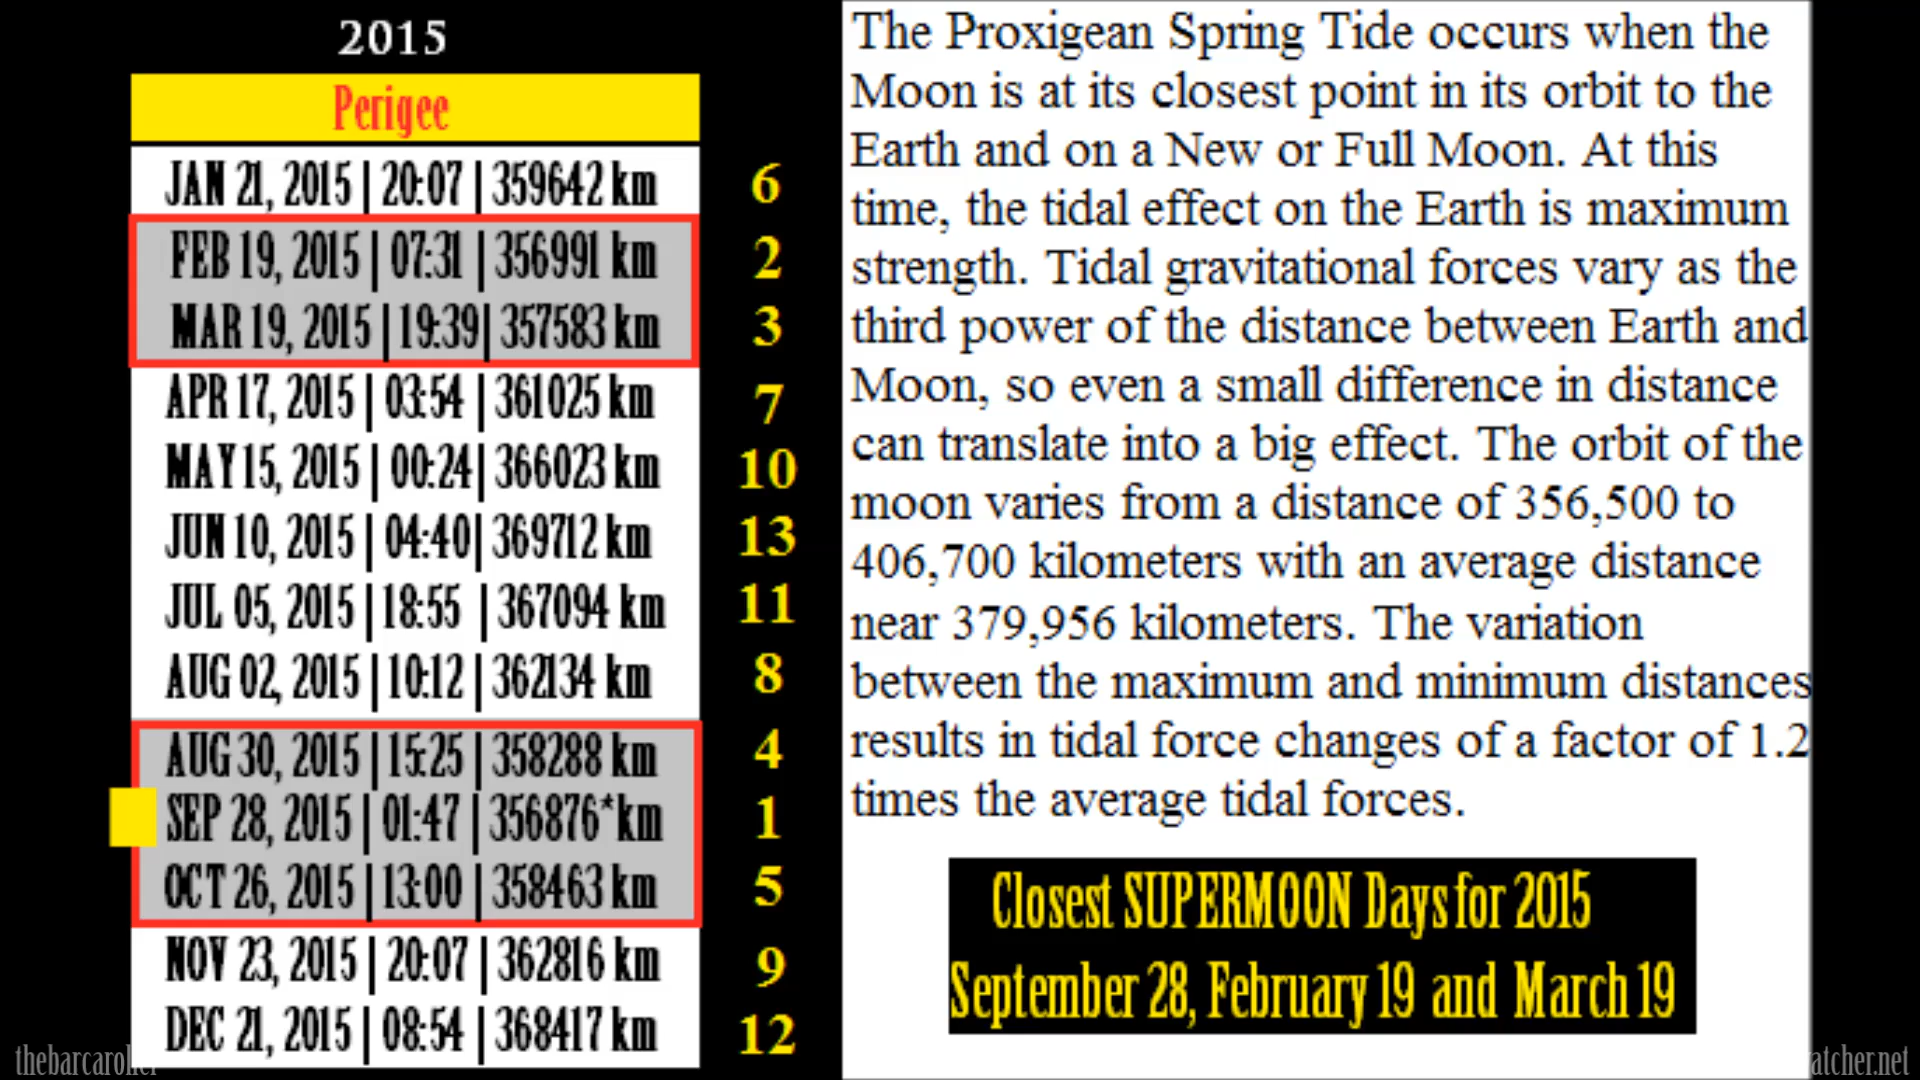 2015
Perigee
JAN 21, 2015 | 20:07 | 359642 km 6
FEB 19, 2015 | 07:31 | 356991 km 2
MAR 19, 2015 | 19:39 | 357583 km 3
APR 17, 2015 | 03:54 | 361025 km 7
MAY 15, 2015 | 00:24 | 366023 km 10
JUN 10, 2015 | 04:40 | 369712 km 13
JUL 05, 2015 | 18:55 | 367094 km 11
AUG 02, 2015 | 10:12 | 362134 km 8
AUG 30, 2015 | 15:25 | 358288 km 4
SEP 28, 2015 | 01:47 | 356876*km 1
OCT 26, 2015 | 13:00 | 358463 km 5
NOV 23, 2015 | 20:07 | 362816 km 9
DEC 21, 2015 | 08:54 | 368417 km 12
The Proxigean Spring Tide occurs when the
Moon is at its closest point in its orbit to the
Earth and on a New or Full Moon. At this
time, the tidal effect on the Earth is maximum
strength. Tidal gravitational forces vary as the
third power of the distance between Earth and
Moon, so even a small difference in distance
can translate into a big effect. The orbit of the
moon varies from a distance of 356,500 to
406,700 kilometers with an average distance
near 379,956 kilometers. The variation
between the maximum and minimum distances
results in tidal force changes of a factor of 1.2
times the average tidal forces.
Closest SUPERMOON Days for 2015
September 28, February 19 and March 19
atcher.net